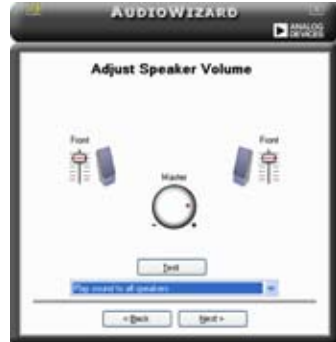 AUDIOWIZARD
ANALOG
DEVICES
Adjust Speaker Volume
Front
Front
Master
- +
Test
Play sound to all speakers
< Back Next >